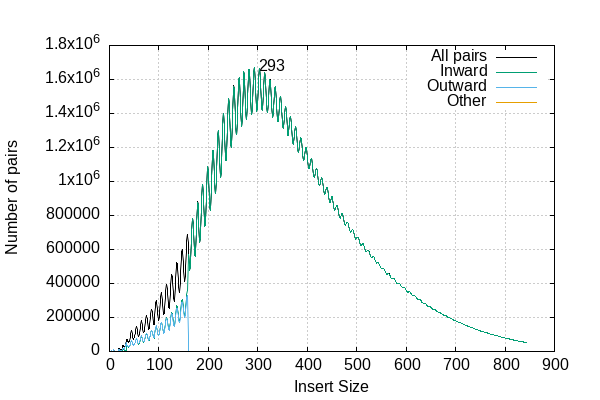 1.8x10⁶
1.6x10⁶
1.4x10⁶
1.2x10⁶
1x10⁶
800000
600000
400000
200000
0
Number of pairs
293
All pairs
Inward
Outward
Other
0 100 200 300 400 500 600 700 800 900
Insert Size